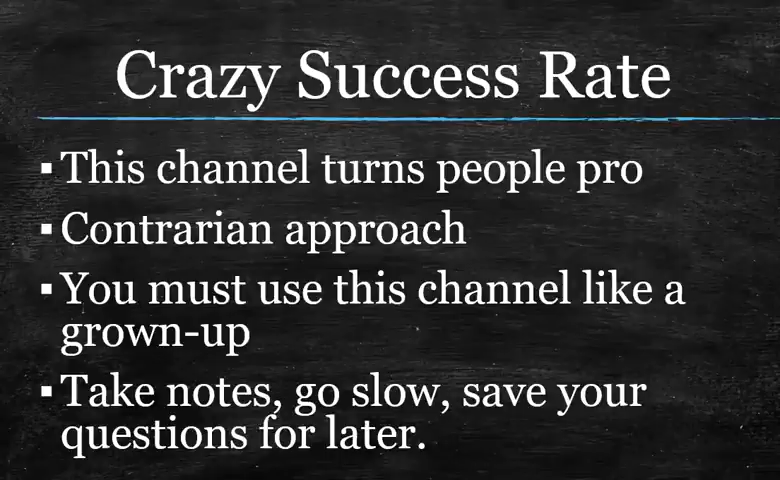 Crazy Success Rate
▪ This channel turns people pro
▪ Contrarian approach
▪ You must use this channel like a
grown-up
▪ Take notes, go slow, save your
questions for later.